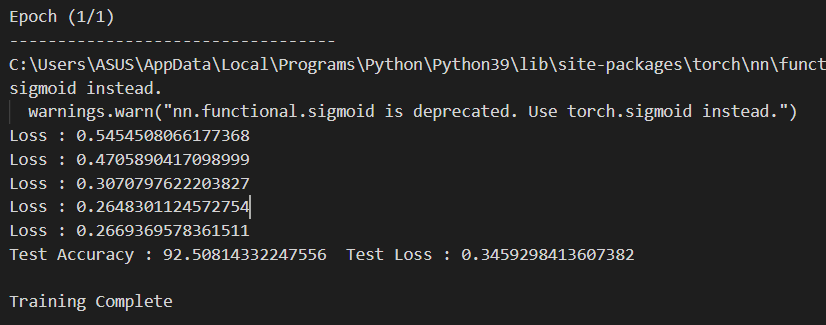 Epoch (1/1)
----------------------------------
C:\Users\ASUS\AppData\Local\Programs\Python\Python39\lib\site-packages\torch\nn\funct
sigmoid instead.
  warnings.warn("nn.functional.sigmoid is deprecated. Use torch.sigmoid instead.")
Loss : 0.5454508066177368
Loss : 0.4705890417098999
Loss : 0.3070797622203827
Loss : 0.2648301124572754
Loss : 0.2669369578361511
Test Accuracy : 92.50814332247556  Test Loss : 0.3459298413607382
Training Complete